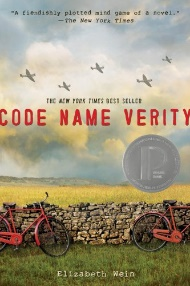 "A fiendishly plotted mind game of a novel." —The
New York Times
THE NEW YORK TIMES BEST SELLER
CODE NAME VERITY
Elizabeth Wein